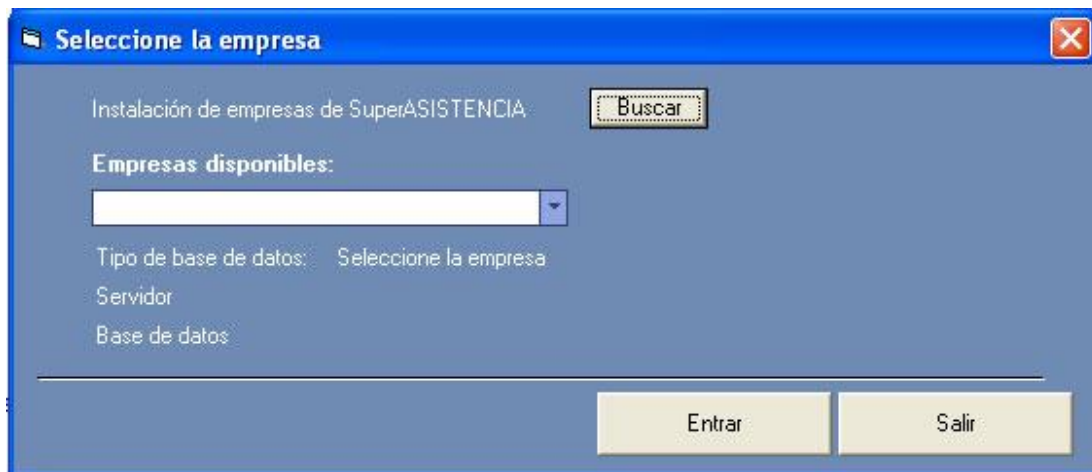 Seleccione la empresa
Instalación de empresas de SuperASISTENCIA Buscar
Empresas disponibles:
Tipo de base de datos: Seleccione la empresa
Servidor
Base de datos
Entrar Salir